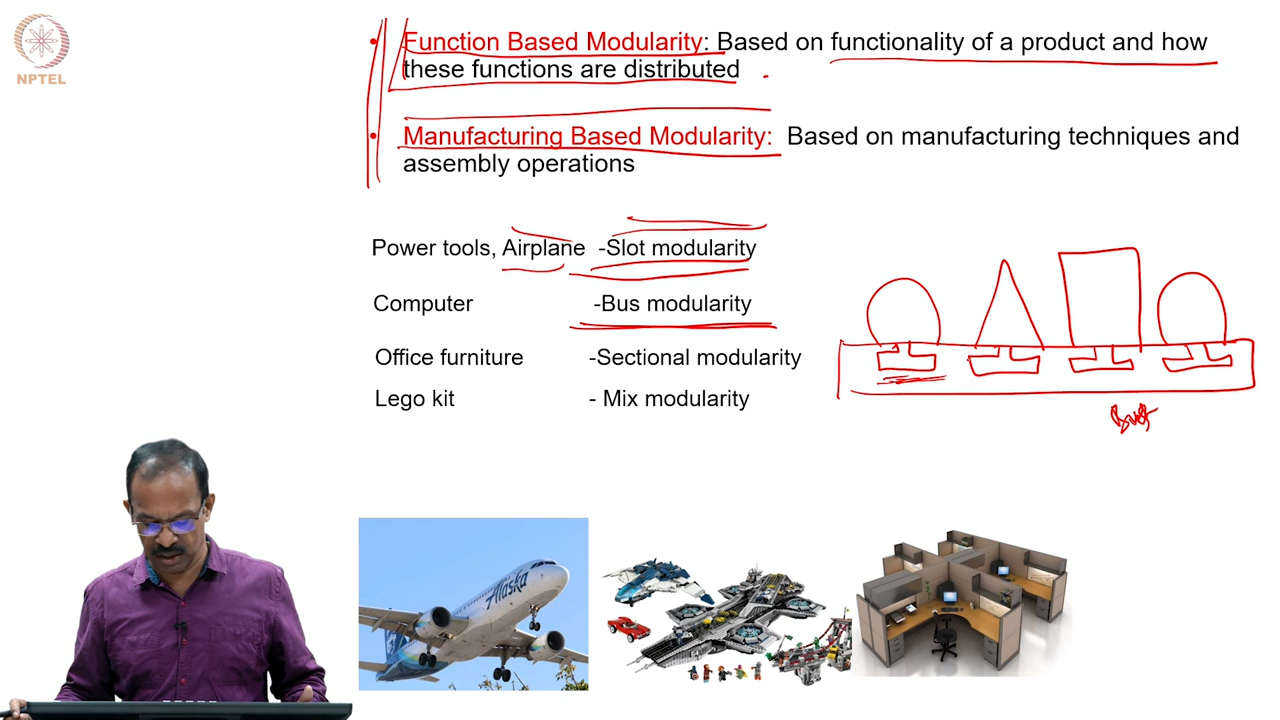 NPTEL
• Function Based Modularity: Based on functionality of a product and how
these functions are distributed
• Manufacturing Based Modularity: Based on manufacturing techniques and
assembly operations
Power tools, Airplane -Slot modularity
Computer -Bus modularity
Office furniture -Sectional modularity
Lego kit - Mix modularity
Bus
Alaska